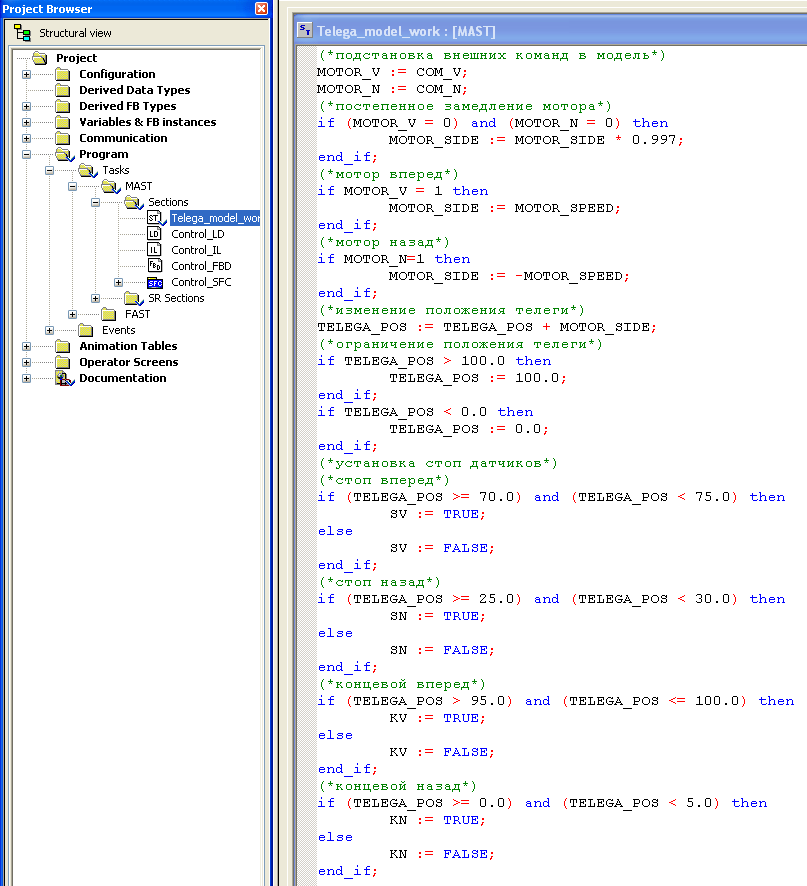 Project Browser
Structural view
Project
Configuration
Derived Data Types
Derived FB Types
Variables & FB instances
Communication
Program
Tasks
MAST
Sections
ST
Telega_model_wor
LD
Control_LD
IL
Control_IL
FBD
Control_FBD
SFC
Control_SFC
SR Sections
FAST
Events
Animation Tables
Operator Screens
Documentation
ST
Telega_model_work : [MAST]
(*подстановка внешних команд в модель*)
MOTOR_V := COM_V;
MOTOR_N := COM_N;
(*постепенное замедление мотора*)
if (MOTOR_V = 0) and (MOTOR_N = 0) then
MOTOR_SIDE := MOTOR_SIDE * 0.997;
end_if;
(*мотор вперед*)
if MOTOR_V = 1 then
MOTOR_SIDE := MOTOR_SPEED;
end_if;
(*мотор назад*)
if MOTOR_N=1 then
MOTOR_SIDE := -MOTOR_SPEED;
end_if;
(*изменение положения телеги*)
TELEGA_POS := TELEGA_POS + MOTOR_SIDE;
(*ограничение положения телеги*)
if TELEGA_POS > 100.0 then
TELEGA_POS := 100.0;
end_if;
if TELEGA_POS < 0.0 then
TELEGA_POS := 0.0;
end_if;
(*установка стоп датчиков*)
(*стоп вперед*)
if (TELEGA_POS >= 70.0) and (TELEGA_POS < 75.0) then
SV := TRUE;
else
SV := FALSE;
end_if;
(*стоп назад*)
if (TELEGA_POS >= 25.0) and (TELEGA_POS < 30.0) then
SN := TRUE;
else
SN := FALSE;
end_if;
(*концевой вперед*)
if (TELEGA_POS > 95.0) and (TELEGA_POS <= 100.0) then
KV := TRUE;
else
KV := FALSE;
end_if;
(*концевой назад*)
if (TELEGA_POS >= 0.0) and (TELEGA_POS < 5.0) then
KN := TRUE;
else
KN := FALSE;
end_if;